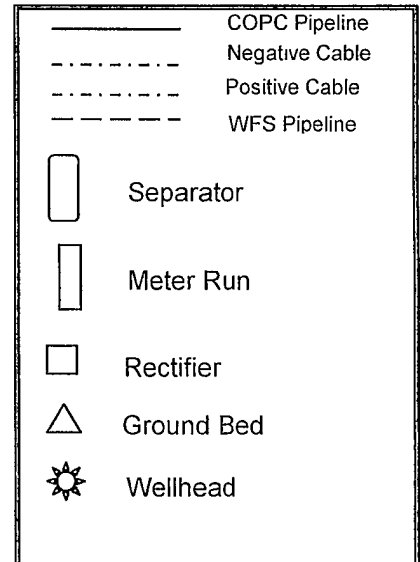 COPC Pipeline
Negative Cable
Positive Cable
WFS Pipeline
Separator
Meter Run
Rectifier
Ground Bed
Wellhead